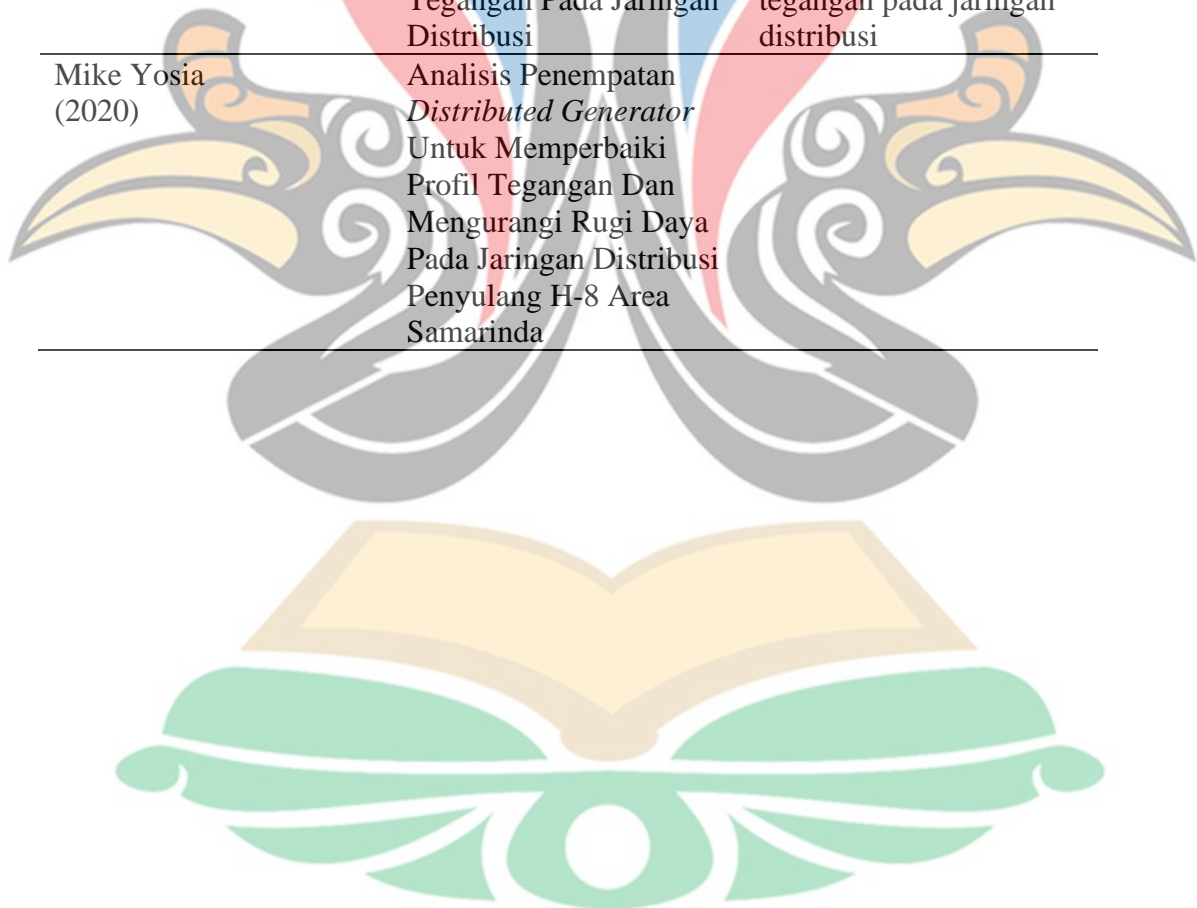 Tegangan Pada Jaringan
Distribusi
tegangan pada jaringan
distribusi
Mike Yosia
(2020)
Analisis Penempatan
Distributed Generator
Untuk Memperbaiki
Profil Tegangan Dan
Mengurangi Rugi Daya
Pada Jaringan Distribusi
Penyulang H-8 Area
Samarinda